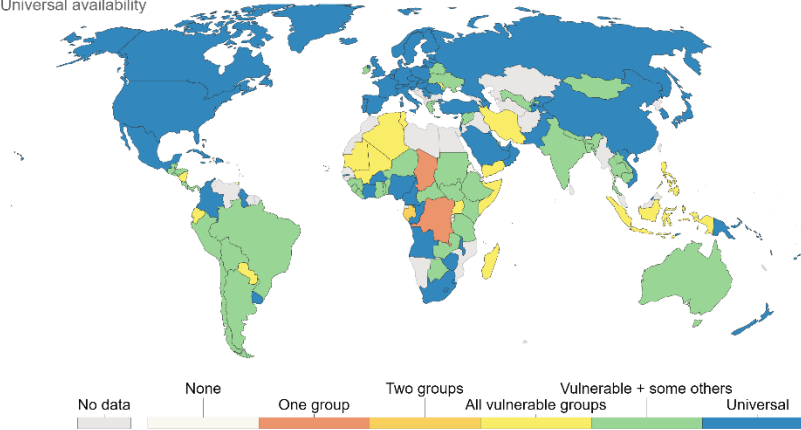 Universal availability
None
Two groups
Vulnerable + some others
No data
One group
All vulnerable groups
Universal